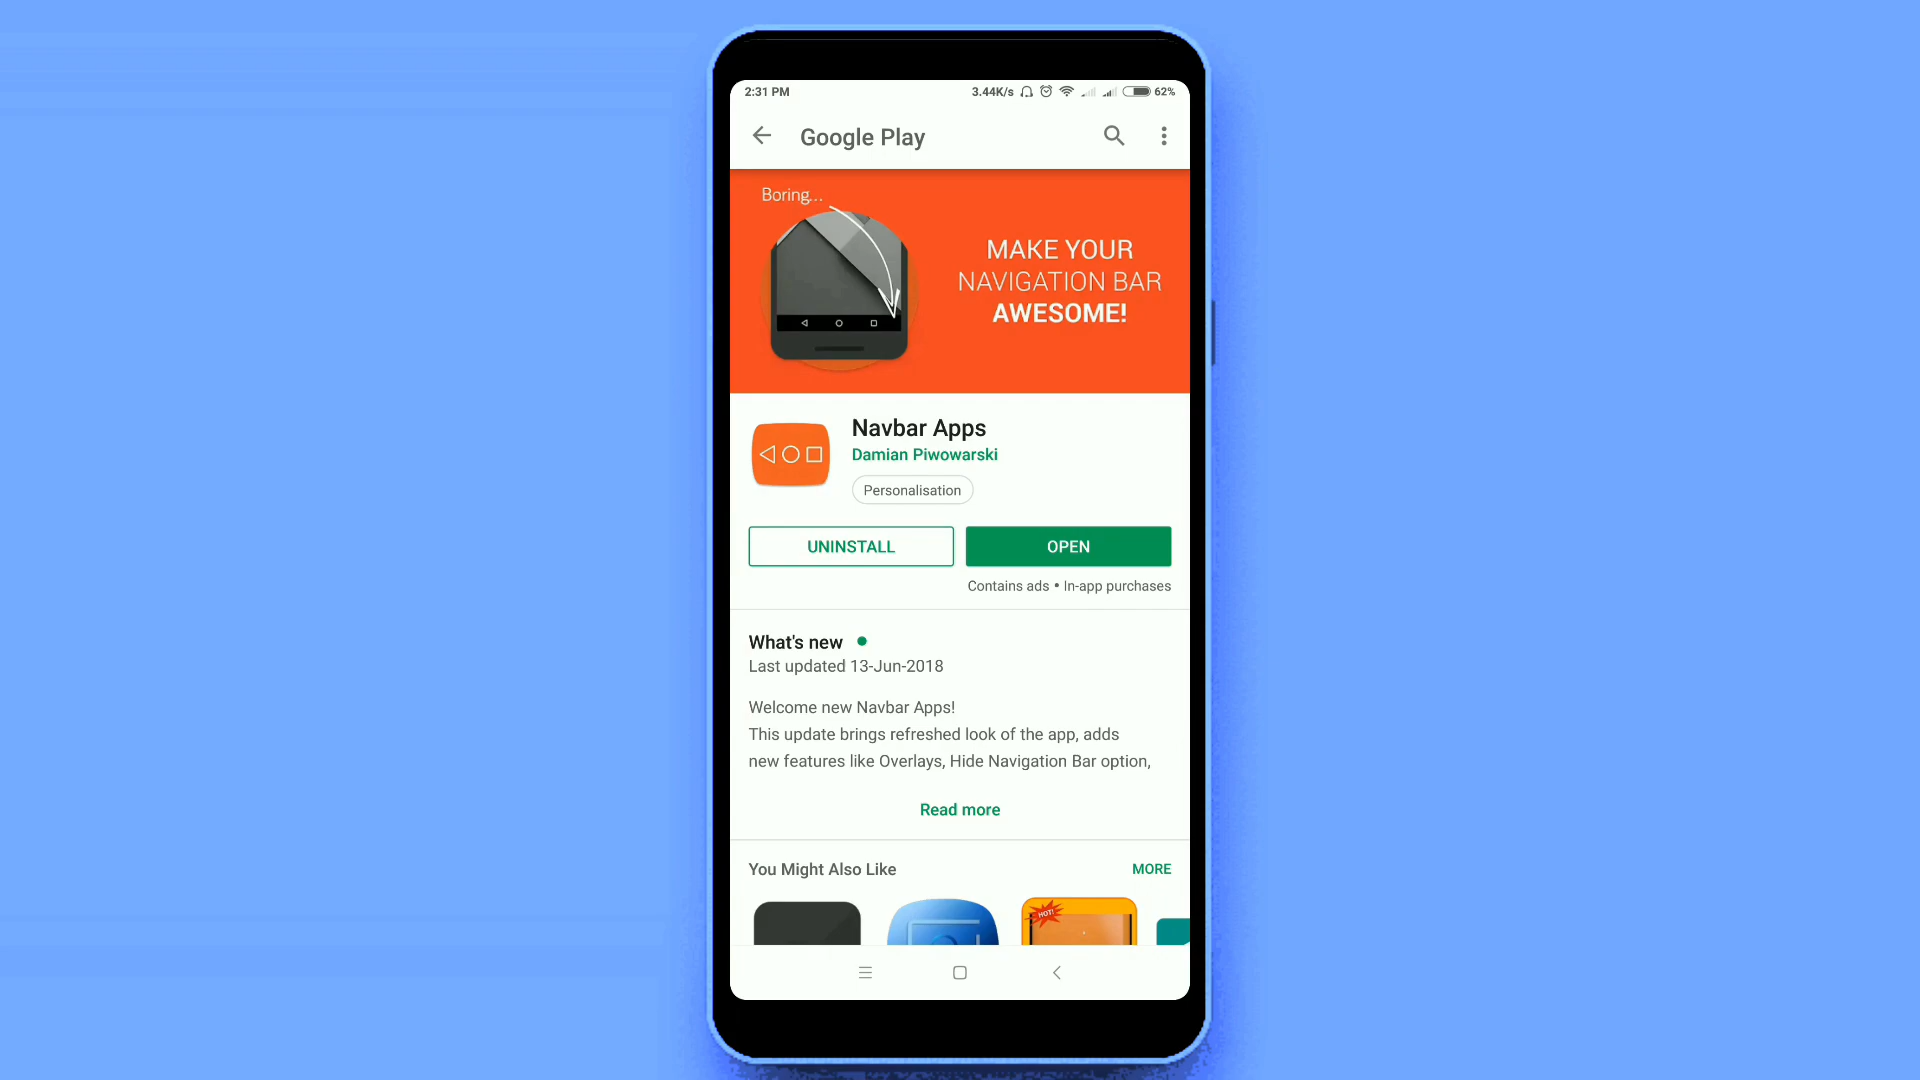 2:31 PM 3.44K/s 62%
Google Play
Boring...
MAKE YOUR
NAVIGATION BAR
AWESOME!
Navbar Apps
Damian Piwowarski
Personalisation
UNINSTALL OPEN
Contains ads • In-app purchases
What's new
Last updated 13-Jun-2018
Welcome new Navbar Apps!
This update brings refreshed look of the app, adds
new features like Overlays, Hide Navigation Bar option,
Read more
You Might Also Like MORE
HOT!